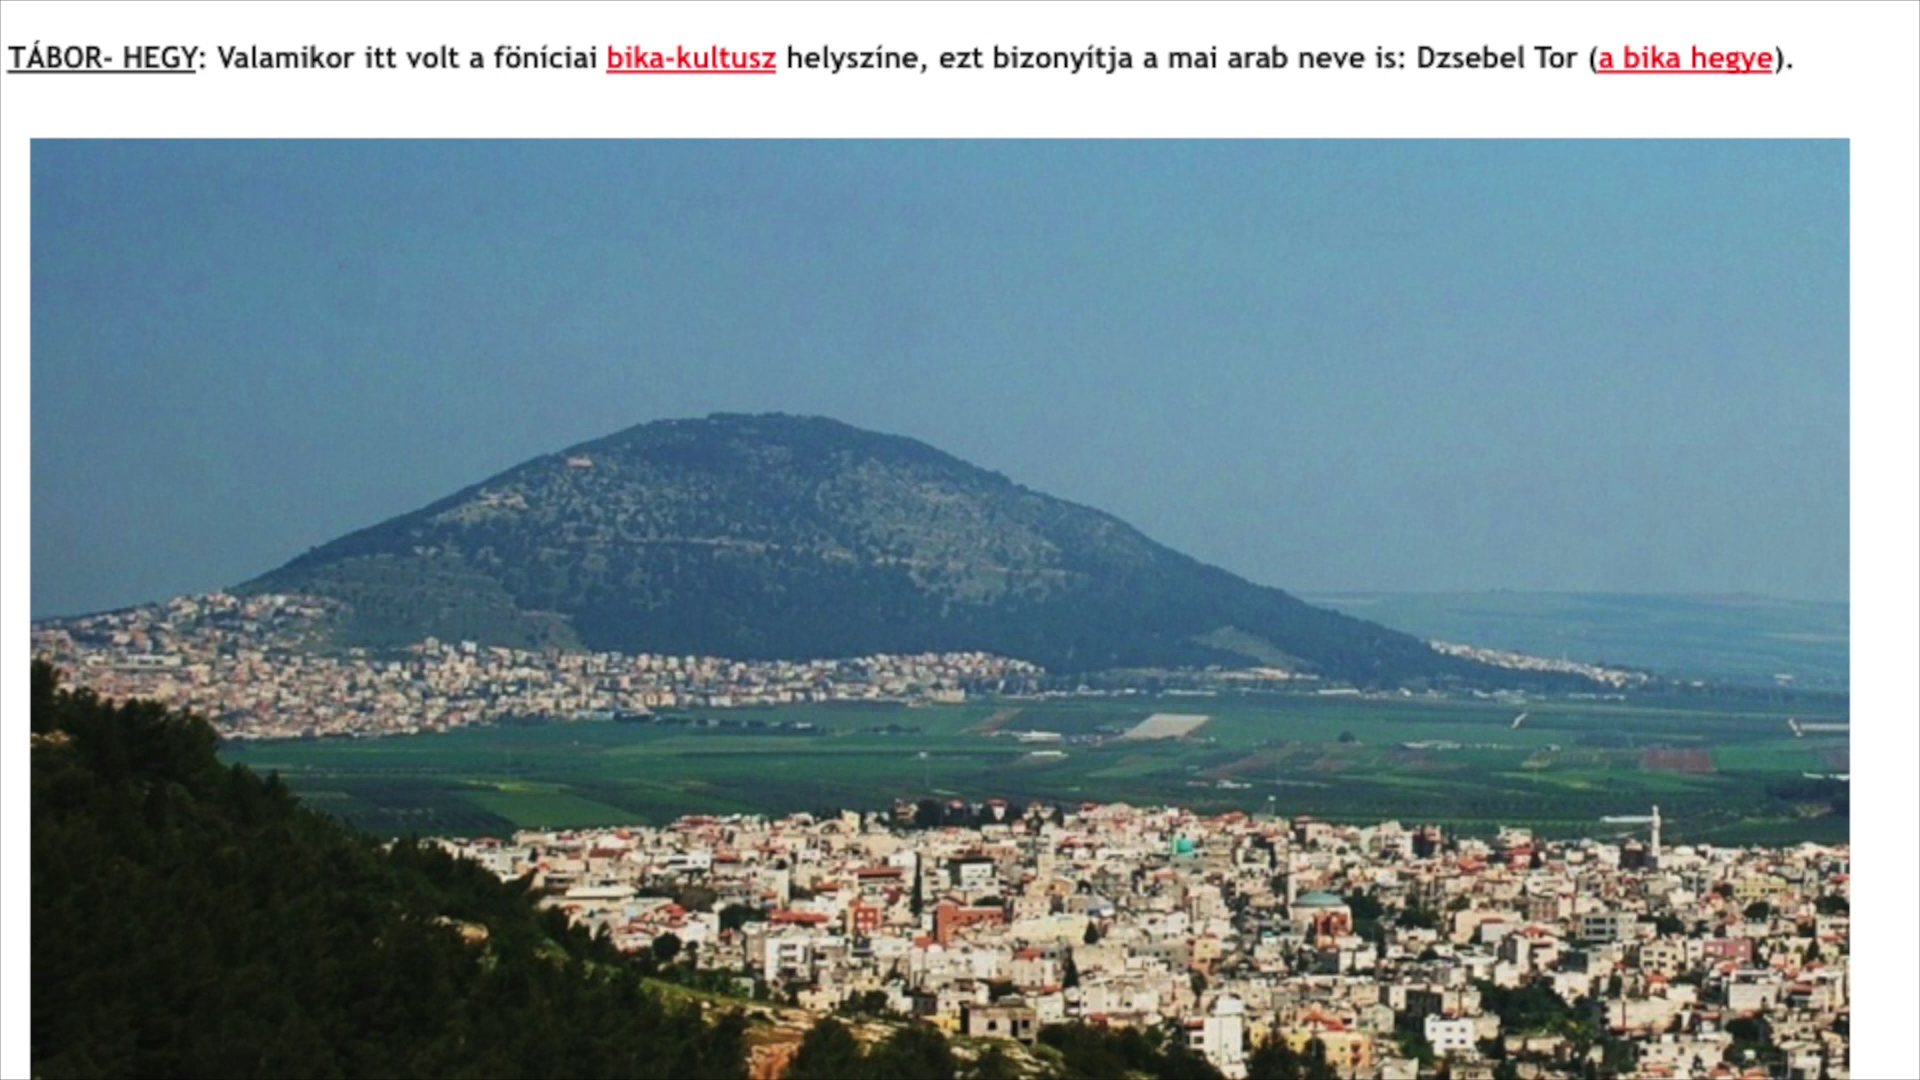 TÁBOR- HEGY: Valamikor itt volt a föníciai bika-kultusz helyszíne, ezt bizonyítja a mai arab neve is: Dzsebel Tor (a bika hegye).